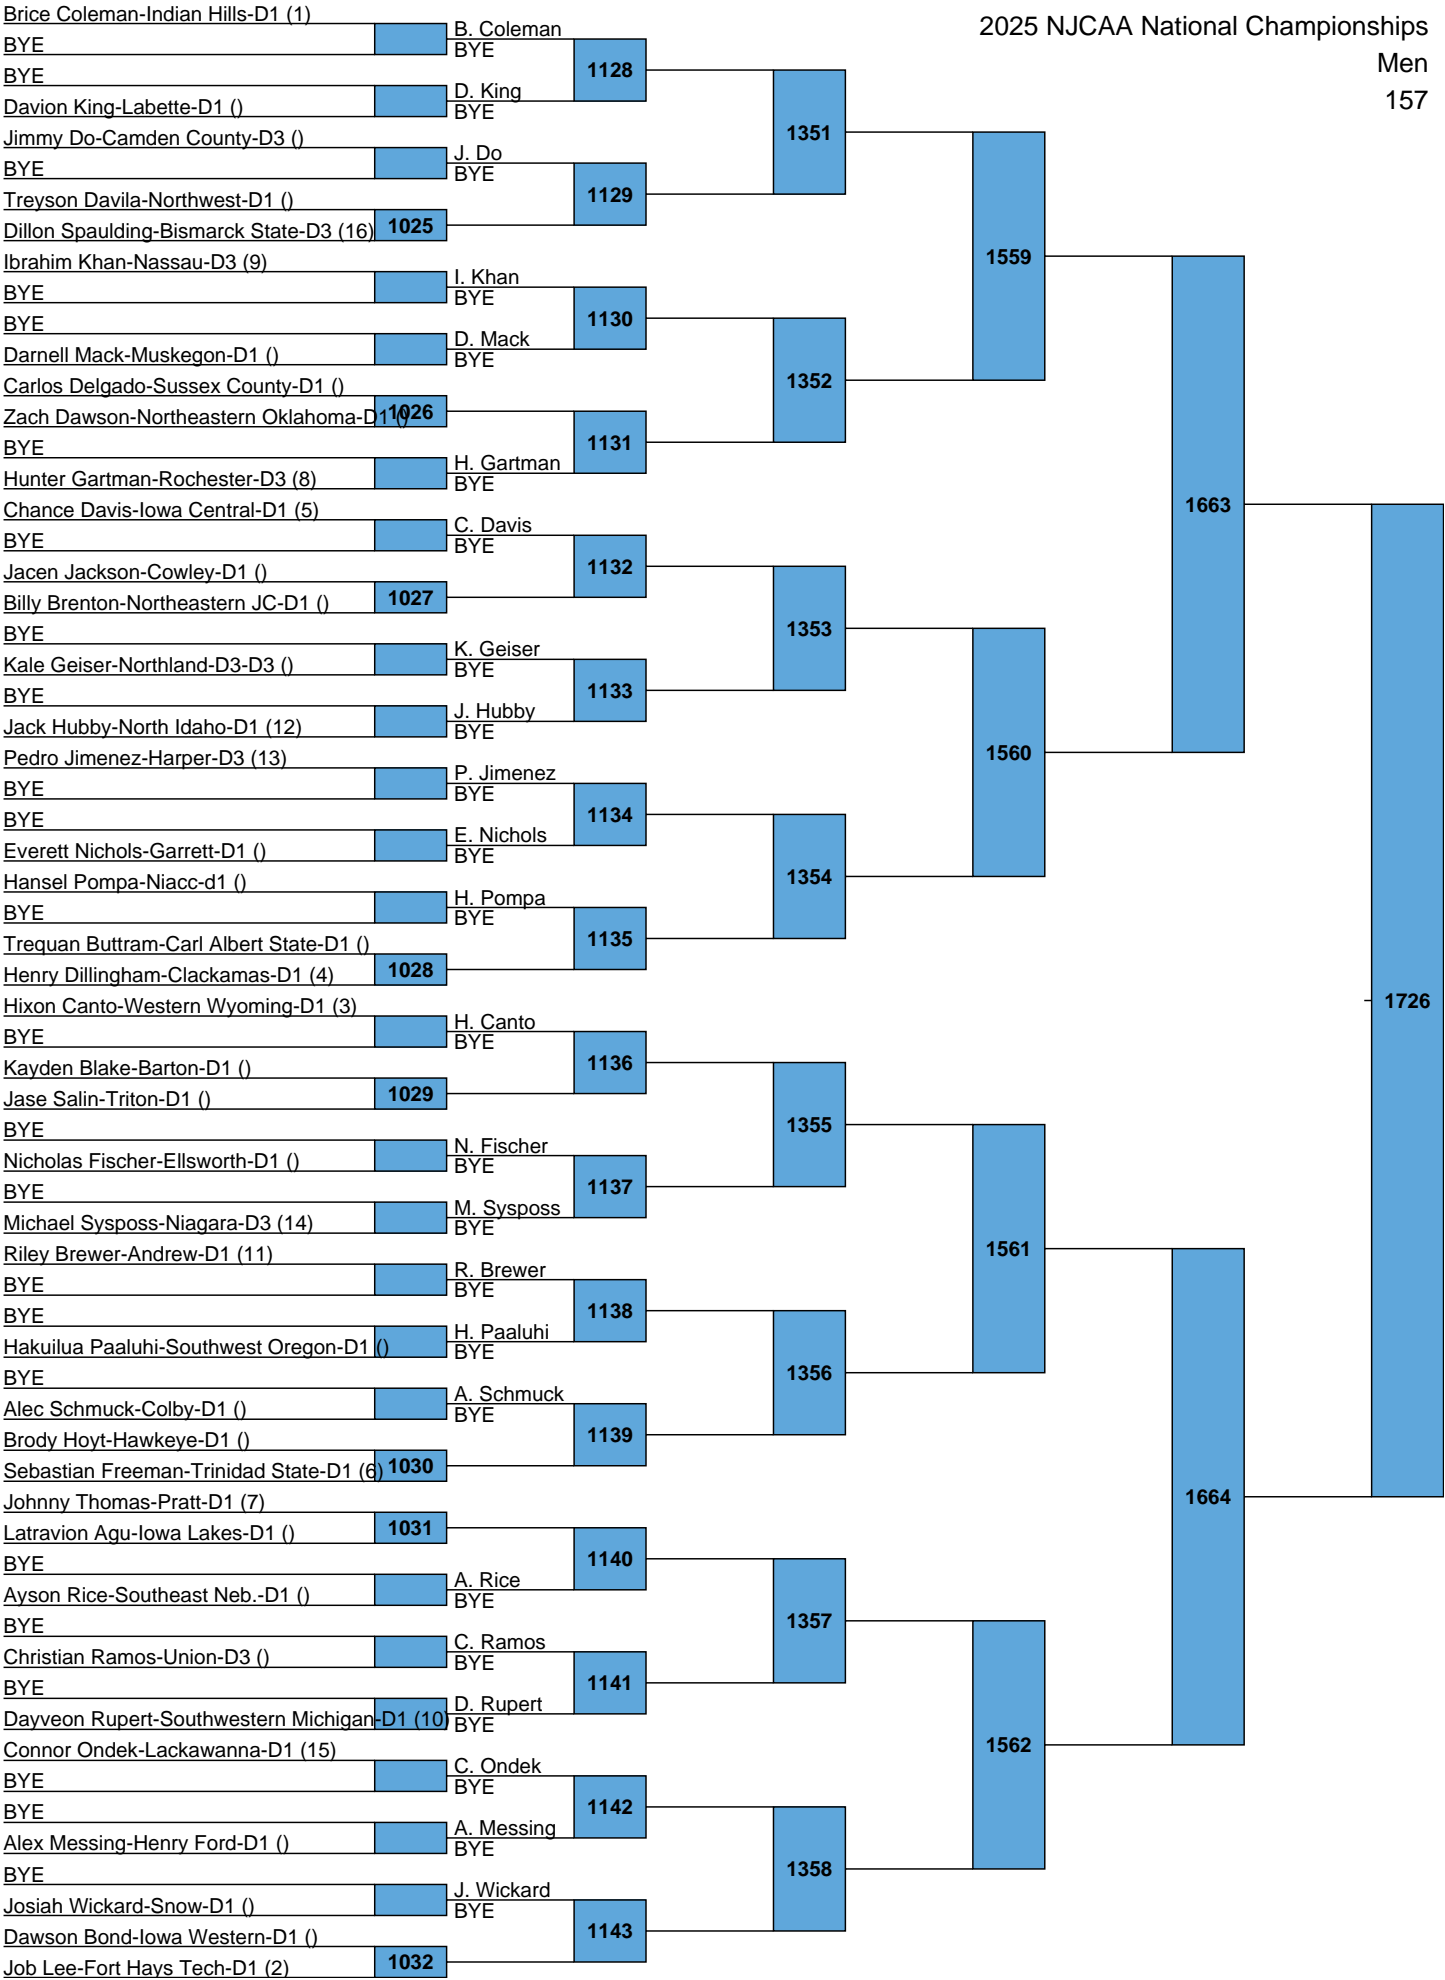 2025 NJCAA National Championships
Men
157
Brice Coleman-Indian Hills-D1 (1)
BYE
BYE
Davion King-Labette-D1 ()
Jimmy Do-Camden County-D3 ()
BYE
Treyson Davila-Northwest-D1 ()
Dillon Spaulding-Bismarck State-D3 (16)
Ibrahim Khan-Nassau-D3 (9)
BYE
BYE
Darnell Mack-Muskegon-D1 ()
Carlos Delgado-Sussex County-D1 ()
Zach Dawson-Northeastern Oklahoma-D1 ()
BYE
Hunter Gartman-Rochester-D3 (8)
Chance Davis-Iowa Central-D1 (5)
BYE
Jacen Jackson-Cowley-D1 ()
Billy Brenton-Northeastern JC-D1 ()
BYE
Kale Geiser-Northland-D3-D3 ()
BYE
Jack Hubby-North Idaho-D1 (12)
Pedro Jimenez-Harper-D3 (13)
BYE
BYE
Everett Nichols-Garrett-D1 ()
Hansel Pompa-Niacc-d1 ()
BYE
Trequan Buttram-Carl Albert State-D1 ()
Henry Dillingham-Clackamas-D1 (4)
Hixon Canto-Western Wyoming-D1 (3)
BYE
Kayden Blake-Barton-D1 ()
Jase Salin-Triton-D1 ()
BYE
Nicholas Fischer-Ellsworth-D1 ()
BYE
Michael Sysposs-Niagara-D3 (14)
Riley Brewer-Andrew-D1 (11)
BYE
BYE
Hakuilua Paaluhi-Southwest Oregon-D1 ()
BYE
Alec Schmuck-Colby-D1 ()
Brody Hoyt-Hawkeye-D1 ()
Sebastian Freeman-Trinidad State-D1 (6)
Johnny Thomas-Pratt-D1 (7)
Latravion Agu-Iowa Lakes-D1 ()
BYE
Ayson Rice-Southeast Neb.-D1 ()
BYE
Christian Ramos-Union-D3 ()
BYE
Dayveon Rupert-Southwestern Michigan-D1 (10)
Connor Ondek-Lackawanna-D1 (15)
BYE
BYE
Alex Messing-Henry Ford-D1 ()
BYE
Josiah Wickard-Snow-D1 ()
Dawson Bond-Iowa Western-D1 ()
Job Lee-Fort Hays Tech-D1 (2)
1025
1026
1027
1028
1029
1030
1031
1032
B. Coleman
BYE
D. King
BYE
J. Do
BYE
I. Khan
BYE
D. Mack
BYE
H. Gartman
BYE
C. Davis
BYE
K. Geiser
BYE
J. Hubby
BYE
P. Jimenez
BYE
E. Nichols
BYE
H. Pompa
BYE
H. Canto
BYE
N. Fischer
BYE
M. Sysposs
BYE
R. Brewer
BYE
H. Paaluhi
BYE
A. Schmuck
BYE
A. Rice
BYE
C. Ramos
BYE
D. Rupert
BYE
C. Ondek
BYE
A. Messing
BYE
J. Wickard
BYE
1128
1129
1130
1131
1132
1133
1134
1135
1136
1137
1138
1139
1140
1141
1142
1143
1351
1352
1353
1354
1355
1356
1357
1358
1559
1560
1561
1562
1663
1664
1726